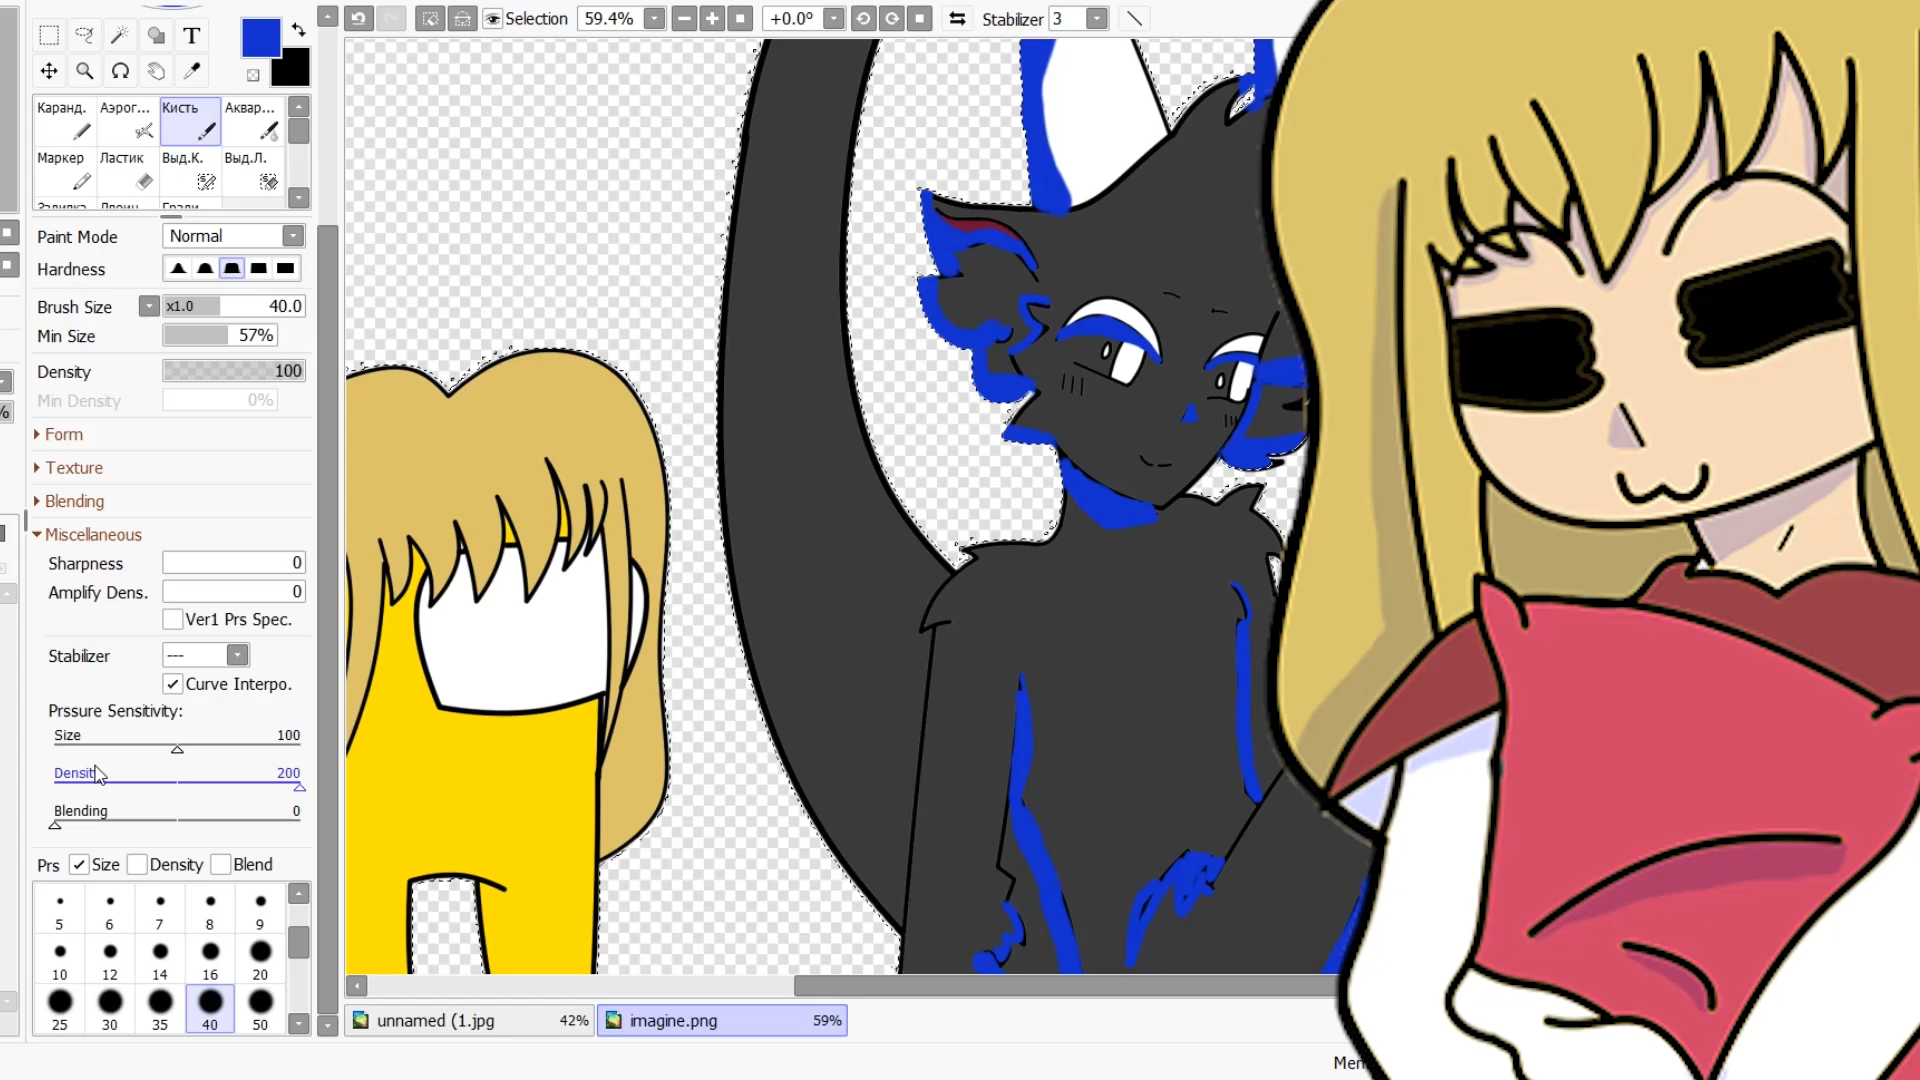 Selection 59.4% +0.0° Stabilizer 3
T
Каранд. Аэрог... Кисть Аквар...
Маркер Ластик Выд.К. Выд.Л.
Paint Mode Normal
Hardness
Brush Size x1.0 40.0
Min Size 57%
Density 100
Min Density 0%
%
Form
Texture
Blending
Miscellaneous
Sharpness 0
Amplify Dens. 0
Ver1 Prs Spec.
Stabilizer ---
Curve Interpo.
Prssure Sensitivity:
Size 100
Densit 200
Blending 0
Prs Size Density Blend
5 6 7 8 9
10 12 14 16 20
25 30 35 40 50
unnamed (1.jpg 42% imagine.png 59%
Mem